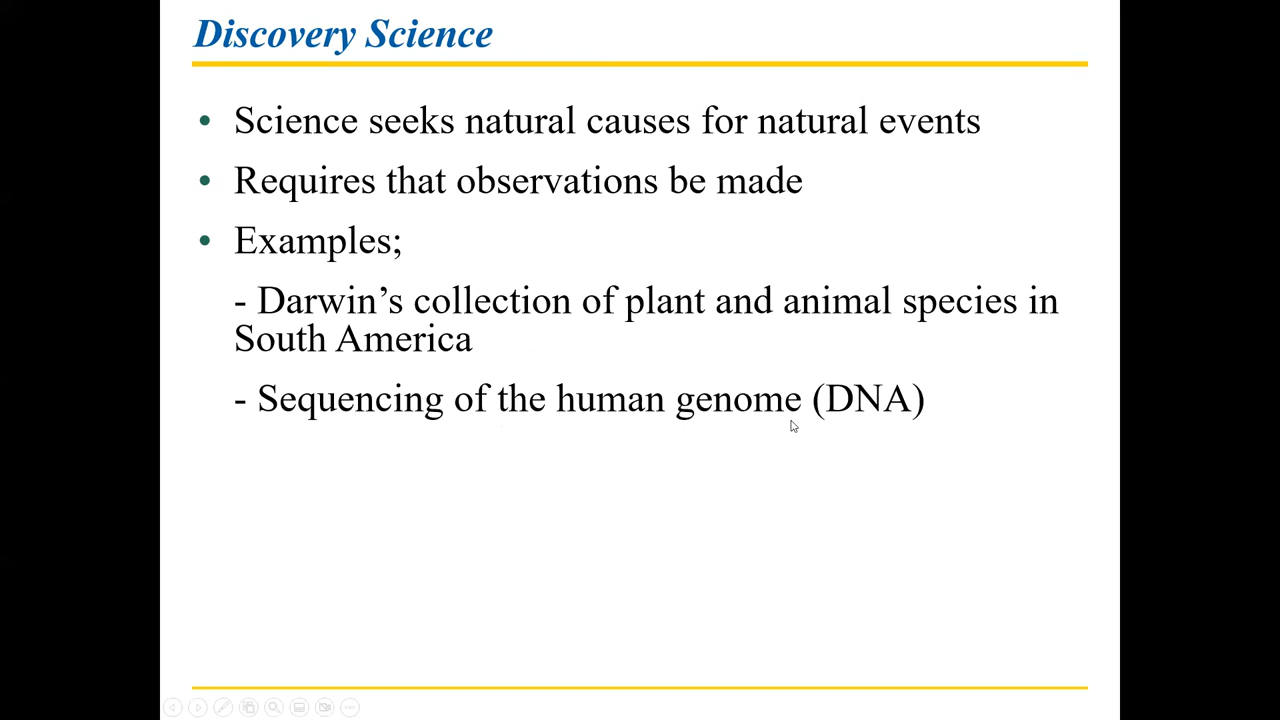 Discovery Science
• Science seeks natural causes for natural events
• Requires that observations be made
• Examples;
- Darwin’s collection of plant and animal species in
South America
- Sequencing of the human genome (DNA)